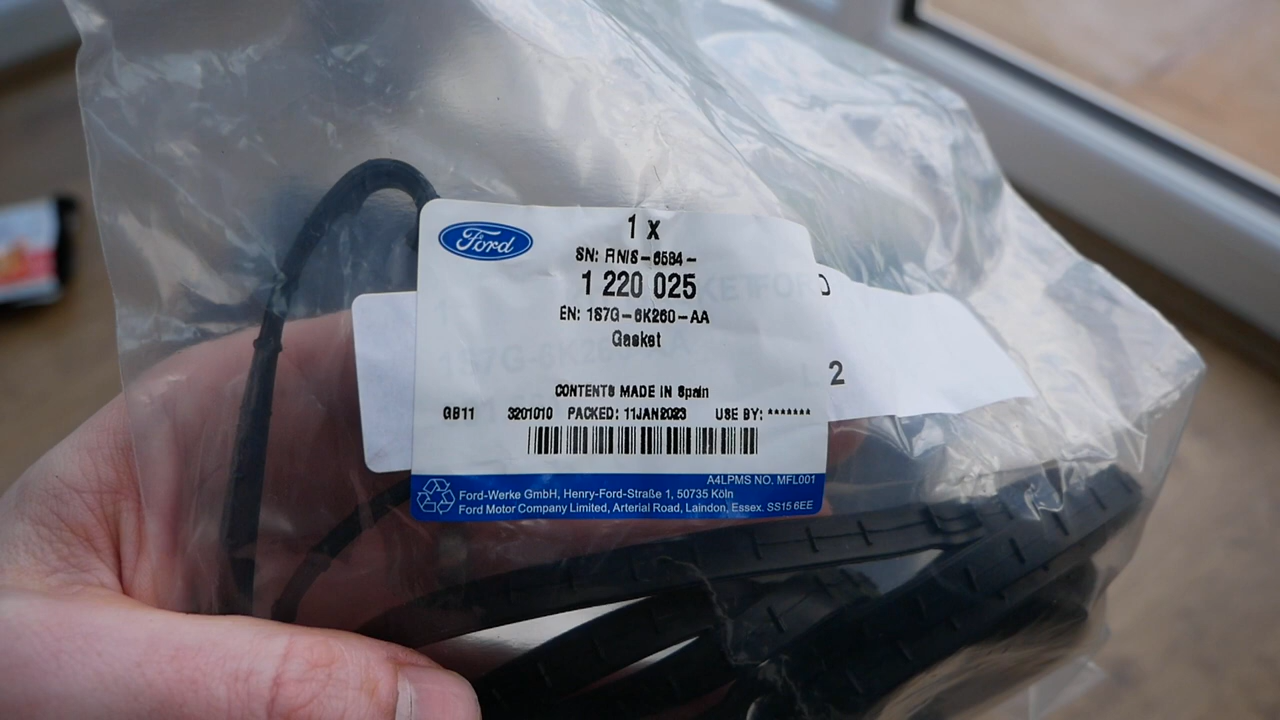 Ford
1 x
SN: FINIS-6584-
1 220 025
EN: 1S7G-6K260-AA
Gasket
CONTENTS MADE IN Spain
GB11 3201010 PACKED: 11JAN2023 USE BY: *******
A4LPMS NO. MFL001
Ford-Werke GmbH, Henry-Ford-Straße 1, 50735 Köln
Ford Motor Company Limited, Arterial Road, Laindon, Essex. SS15 6EE
2